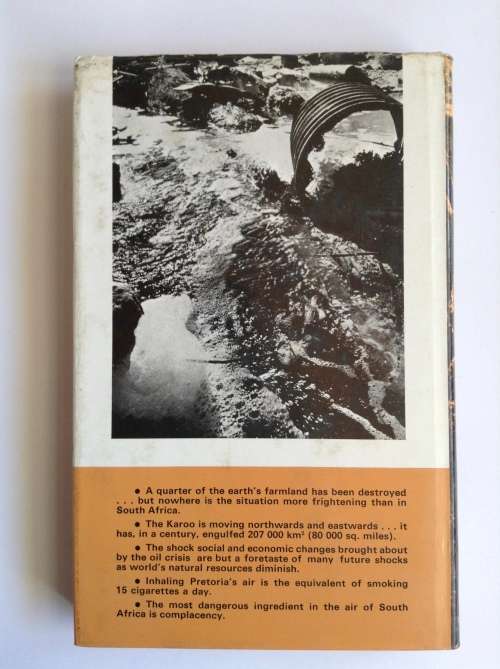 • A quarter of the earth's farmland has been destroyed
. . . but nowhere is the situation more frightening than in
South Africa.
• The Karoo is moving northwards and eastwards . . . it
has, in a century, engulfed 207 000 km² (80 000 sq. miles).
• The shock social and economic changes brought about
by the oil crisis are but a foretaste of many future shocks
as world's natural resources diminish.
• Inhaling Pretoria's air is the equivalent of smoking
15 cigarettes a day.
• The most dangerous ingredient in the air of South
Africa is complacency.